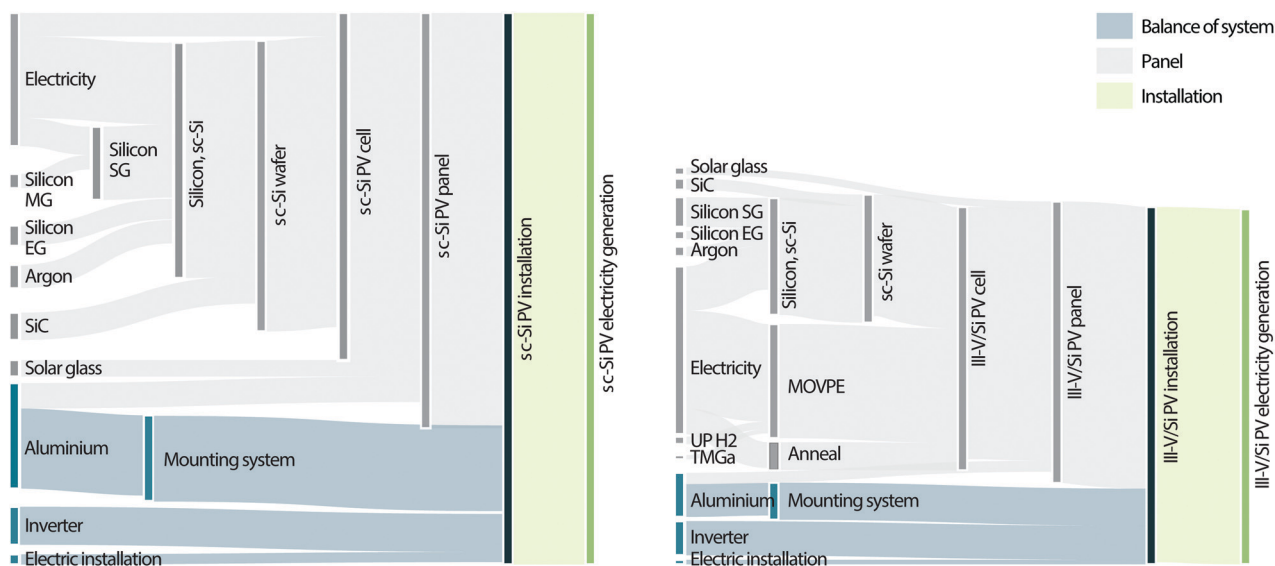 Electricity
Silicon
SG
Silicon
MG
Silicon
EG
Argon
SiC
Solar glass
Aluminium
Inverter
Electric installation
Mounting system
Silicon, sc-Si
sc-Si wafer
sc-Si PV cell
sc-Si PV panel
sc-Si PV installation
sc-Si PV electricity generation
Solar glass
SiC
Silicon SG
Silicon EG
Argon
Electricity
UP H2
TMGa
Aluminium
Inverter
Electric installation
Silicon, sc-Si
MOVPE
Anneal
Mounting system
sc-Si wafer
III-V/Si PV cell
III-V/Si PV panel
III-V/Si PV installation
III-V/Si PV electricity generation
Balance of system
Panel
Installation